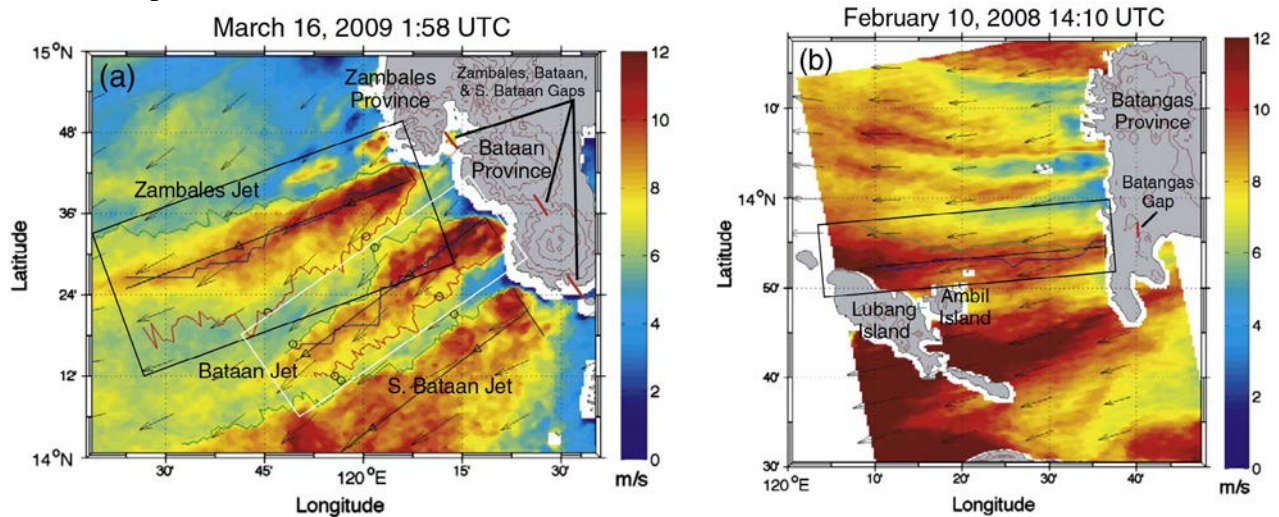 March 16, 2009 1:58 UTC
15°N
48'
36'
24'
12'
14°N
Latitude
(a)
Zambales
Province
Zambales, Bataan,
& S. Bataan Gaps
Bataan
Province
Zambales Jet
Bataan Jet
S. Bataan Jet
30' 45' 120°E 15' 30'
Longitude
12
10
8
6
4
2
0
m/s
February 10, 2008 14:10 UTC
10'
14°N
50'
40'
30'
Latitude
(b)
Batangas
Province
Batangas
Gap
Lubang
Island
Ambil
Island
120°E 10' 20' 30' 40'
Longitude
12
10
8
6
4
2
0
m/s